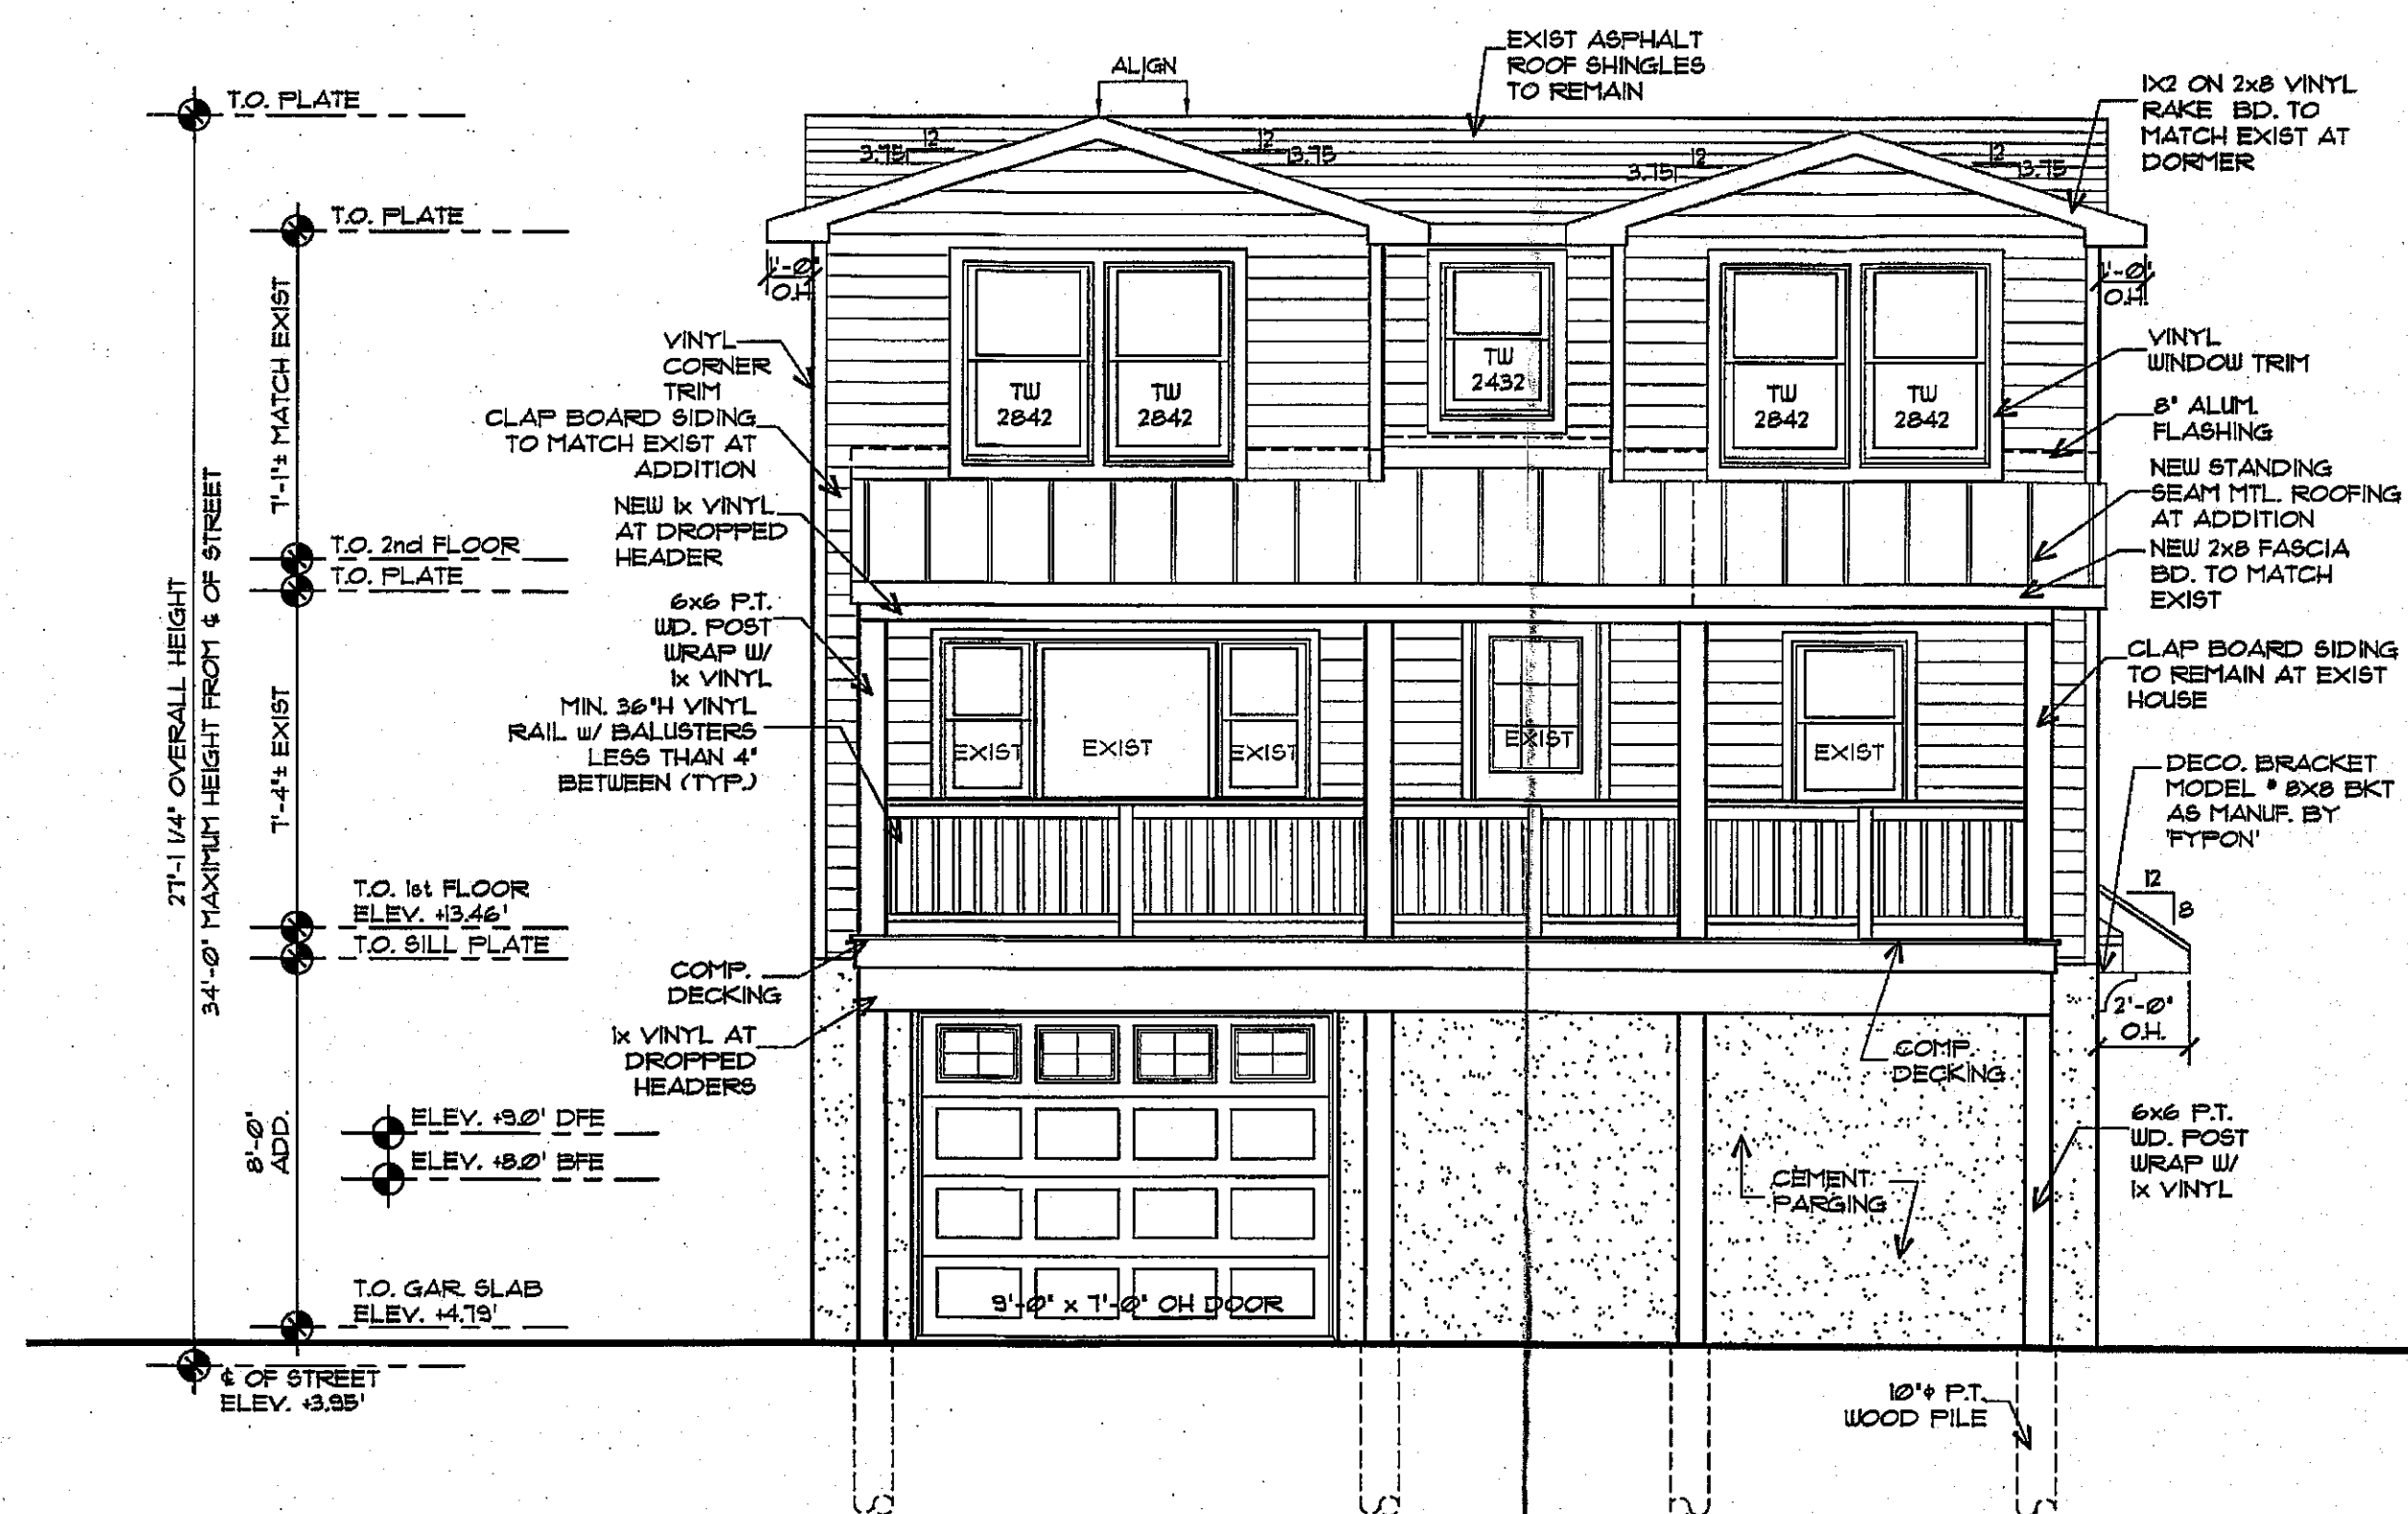 EXIST ASPHALT
ROOF SHINGLES
TO REMAIN
ALIGN
1X2 ON 2x8 VINYL
RAKE BD. TO
MATCH EXIST AT
DORMER
T.O. PLATE
12
3.75
12
3.75
12
3.75
12
3.75
T.O. PLATE
1'-0"
O.H.
1'-0"
O.H.
7'-1"± MATCH EXIST
VINYL
CORNER
TRIM
CLAP BOARD SIDING
TO MATCH EXIST AT
ADDITION
NEW 1x VINYL
AT DROPPED
HEADER
TW
2842
TW
2842
TW
2432
TW
2842
TW
2842
VINYL
WINDOW TRIM
8" ALUM.
FLASHING
NEW STANDING
SEAM MTL. ROOFING
AT ADDITION
NEW 2x8 FASCIA
BD. TO MATCH
EXIST
T.O. 2nd FLOOR
T.O. PLATE
27'-1 1/4" OVERALL HEIGHT
34'-0" MAXIMUM HEIGHT FROM ℄ OF STREET
7'-4"± EXIST
6x6 P.T.
WD. POST
WRAP W/
1x VINYL
MIN. 36"H VINYL
RAIL w/ BALUSTERS
LESS THAN 4"
BETWEEN (TYP.)
EXIST
EXIST
EXIST
EXIST
EXIST
CLAP BOARD SIDING
TO REMAIN AT EXIST
HOUSE
DECO. BRACKET
MODEL # 8X8 BKT
AS MANUF. BY
'FYPON'
12
8
T.O. 1st FLOOR
ELEV. +13.46'
T.O. SILL PLATE
COMP.
DECKING
1x VINYL AT
DROPPED
HEADERS
2'-0"
O.H.
COMP.
DECKING
8'-0"
ADD.
ELEV. +9.0' DFE
ELEV. +8.0' BFE
6x6 P.T.
WD. POST
WRAP W/
1x VINYL
CEMENT
PARGING
T.O. GAR. SLAB
ELEV. +4.79'
9'-0" x 7'-0" OH DOOR
℄ OF STREET
ELEV. +3.95'
10"ϕ P.T.
WOOD PILE